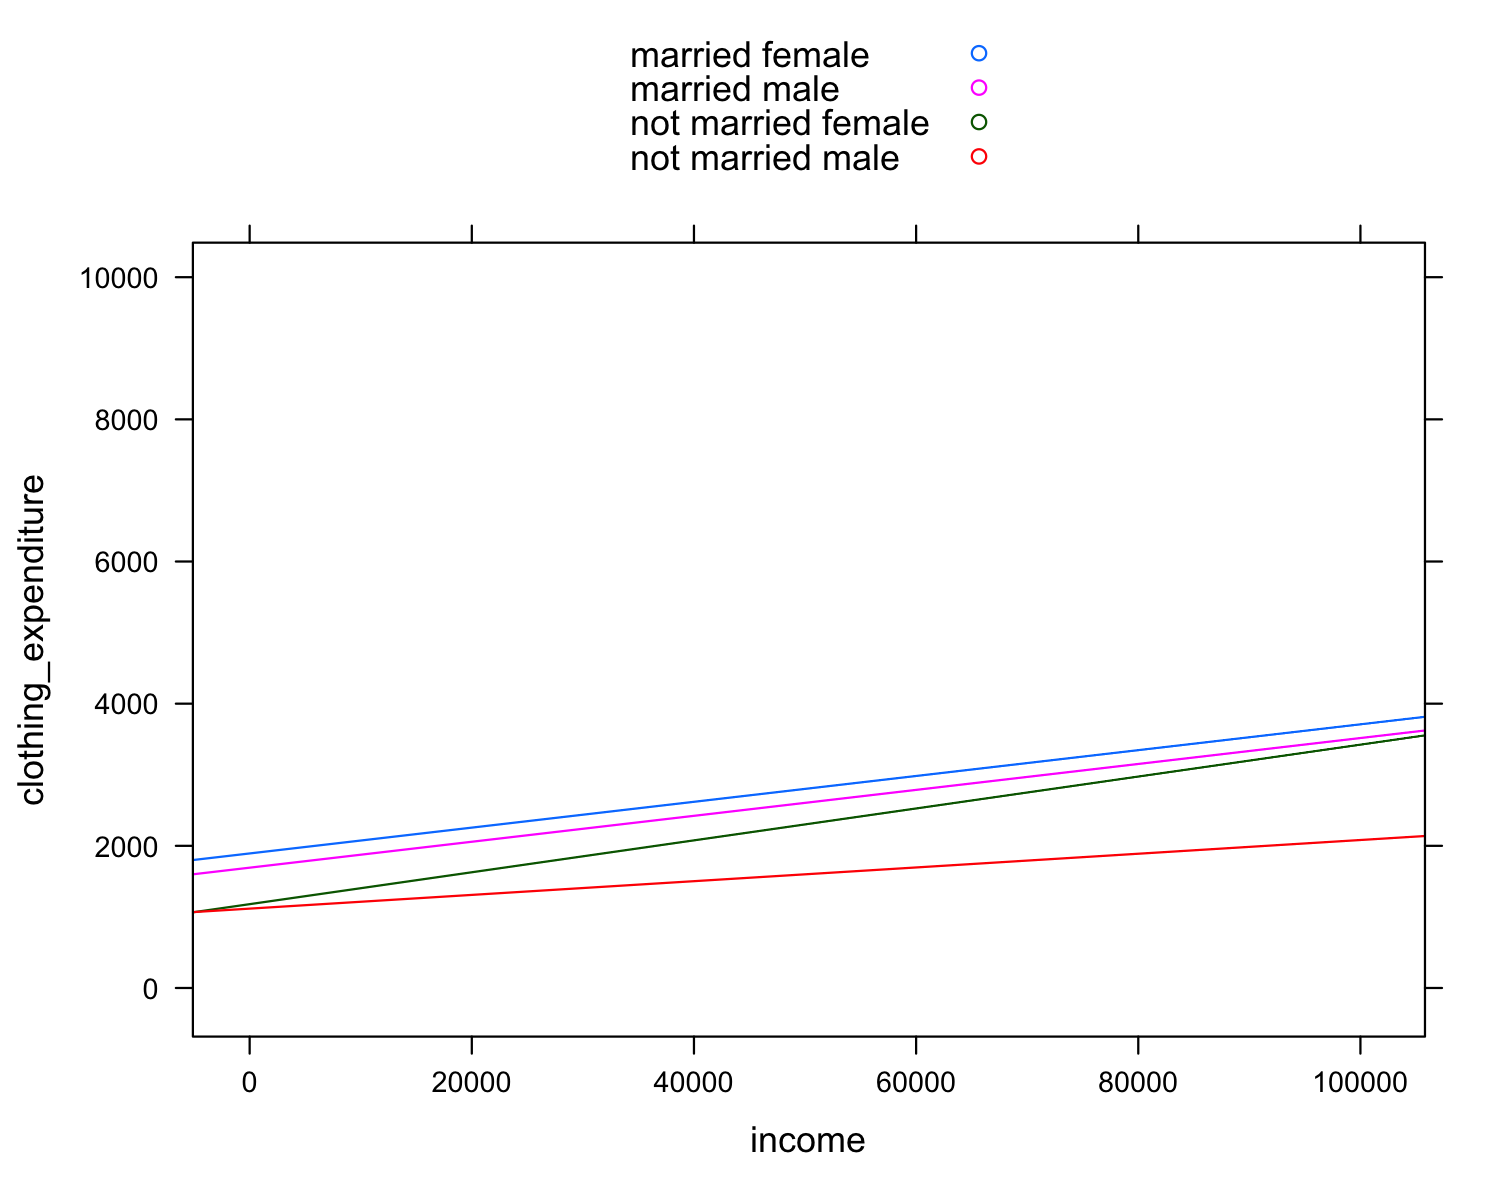 married female
married male
not married female
not married male
10000
8000
6000
4000
2000
0
clothing_expenditure
0 20000 40000 60000 80000 100000
income